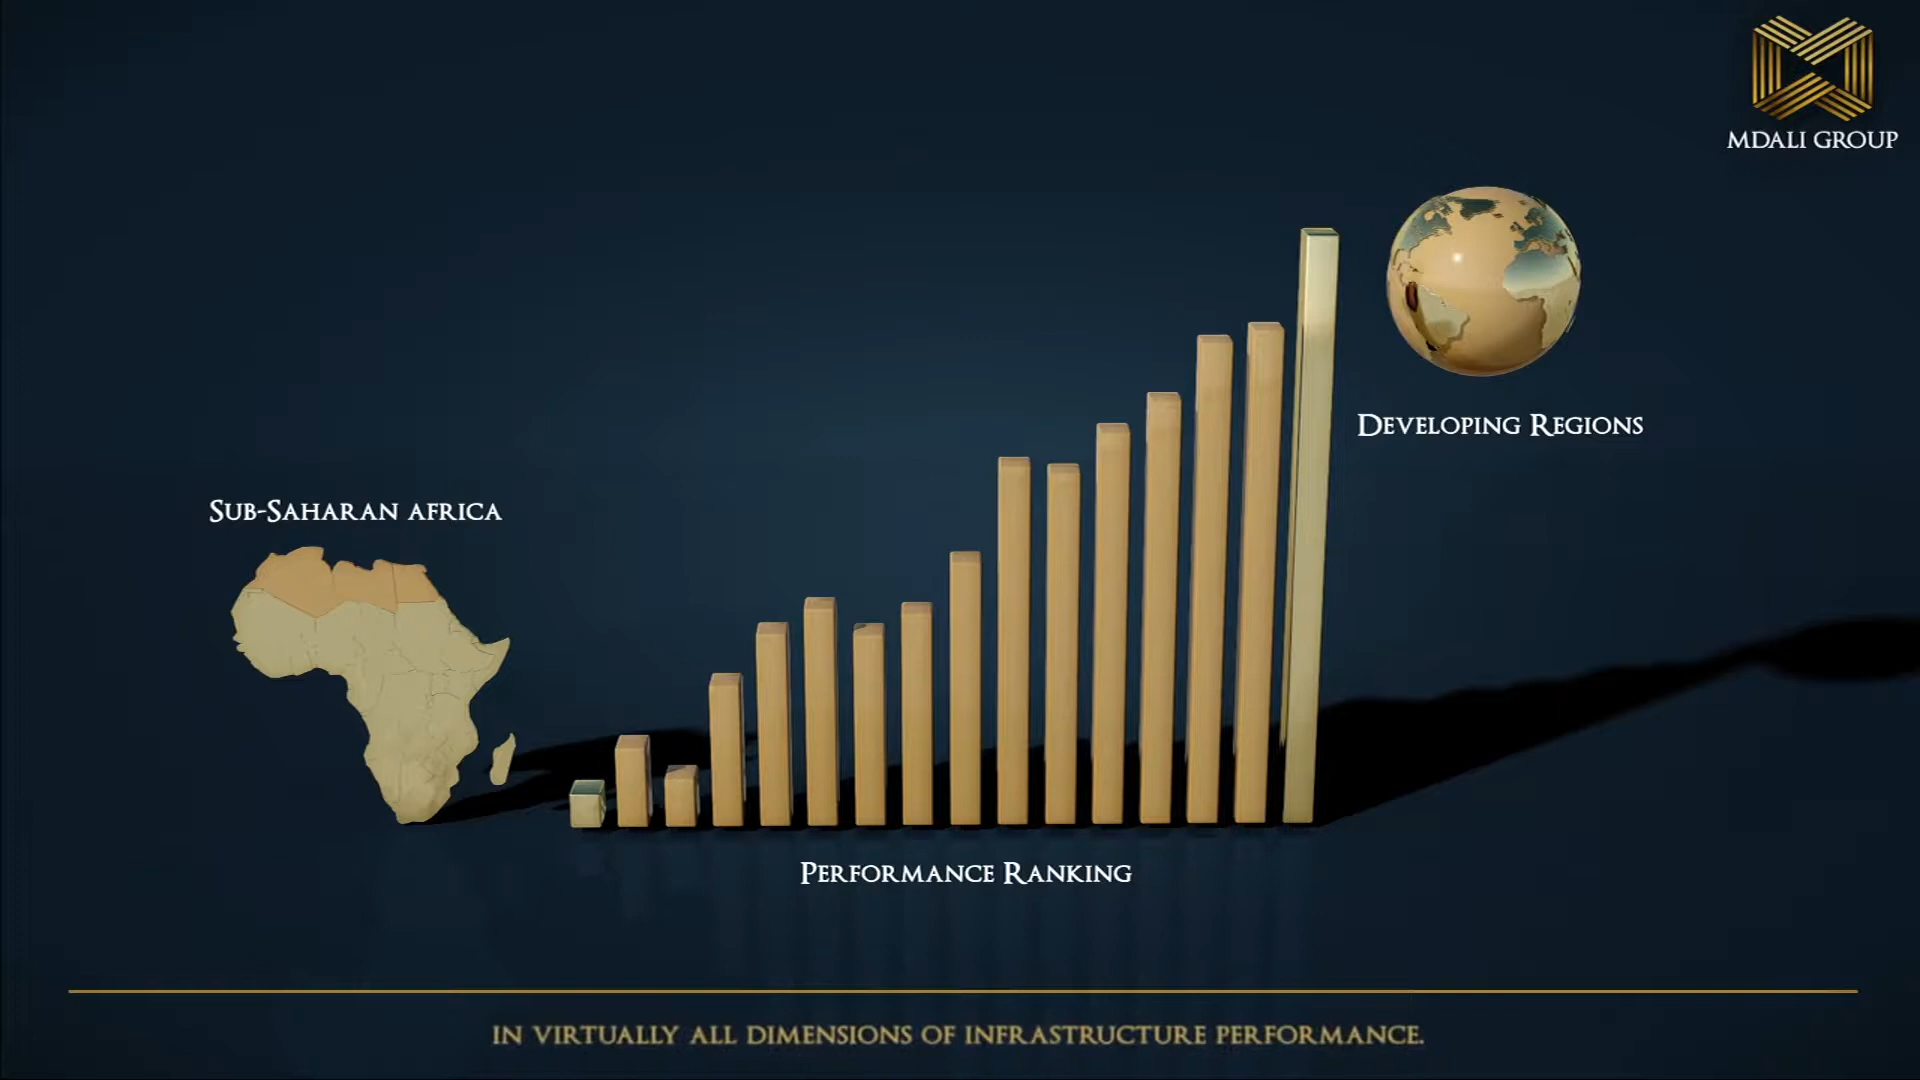 MDALI GROUP
Developing Regions
Sub-Saharan africa
Performance Ranking
IN VIRTUALLY ALL DIMENSIONS OF INFRASTRUCTURE PERFORMANCE.